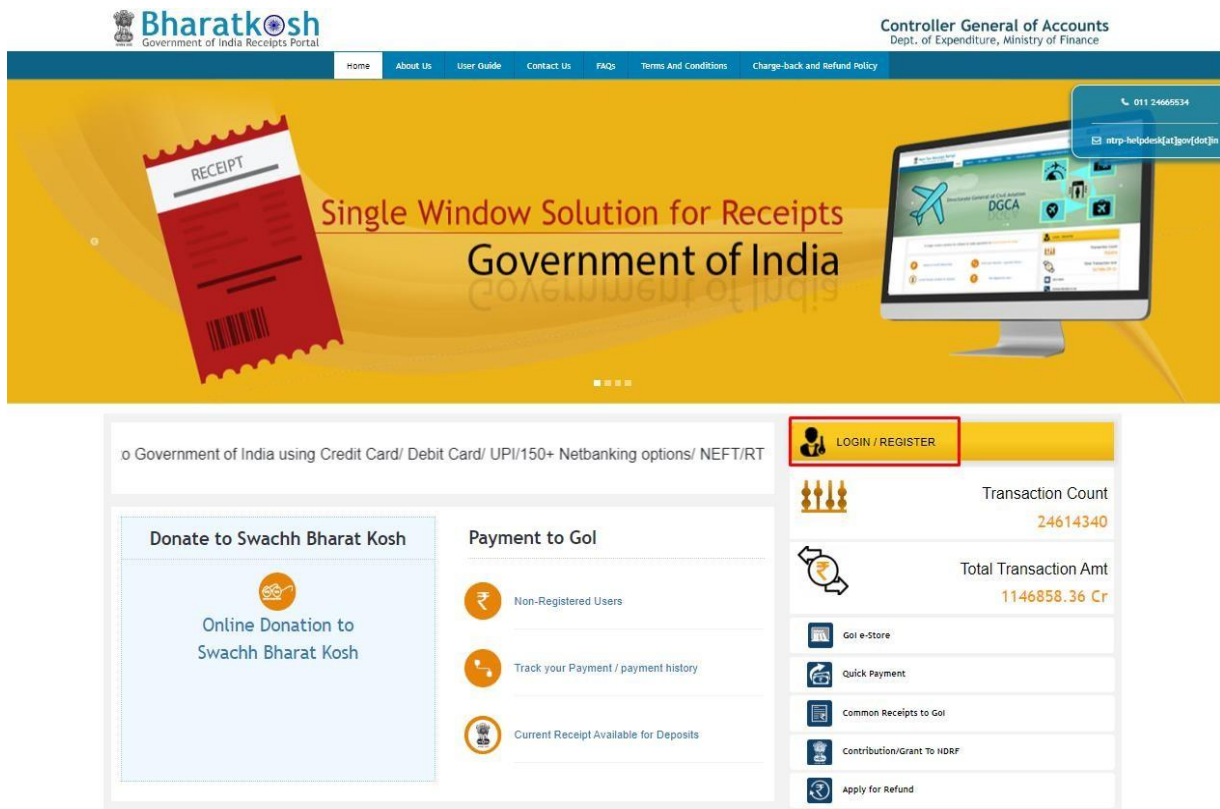 Bharatkosh
Government of India Receipts Portal
Controller General of Accounts
Dept. of Expenditure, Ministry of Finance
Home About Us User Guide Contact Us FAQs Terms And Conditions Charge-back and Refund Policy
011 24665534
ntrp-helpdesk[at]gov[dot]in
RECEIPT
Single Window Solution for Receipts
Government of India
DGCA
LOGIN / REGISTER
o Government of India using Credit Card/ Debit Card/ UPI/150+ Netbanking options/ NEFT/RT
Transaction Count
24614340
Total Transaction Amt
1146858.36 Cr
Donate to Swachh Bharat Kosh
Online Donation to
Swachh Bharat Kosh
Payment to GoI
Non-Registered Users
Track your Payment / payment history
Current Receipt Available for Deposits
GoI e-Store
Quick Payment
Common Receipts to GoI
Contribution/Grant To NDRF
Apply for Refund